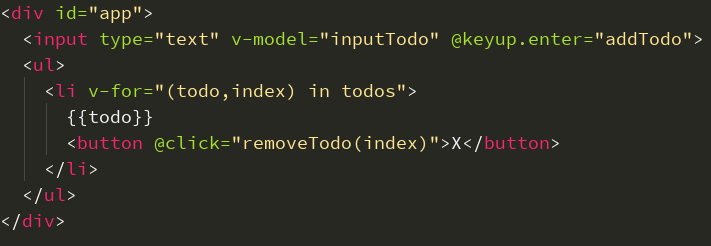 <div id="app">
  <input type="text" v-model="inputTodo" @keyup.enter="addTodo">
  <ul>
    <li v-for="(todo,index) in todos">
      {{todo}}
      <button @click="removeTodo(index)">X</button>
    </li>
  </ul>
</div>